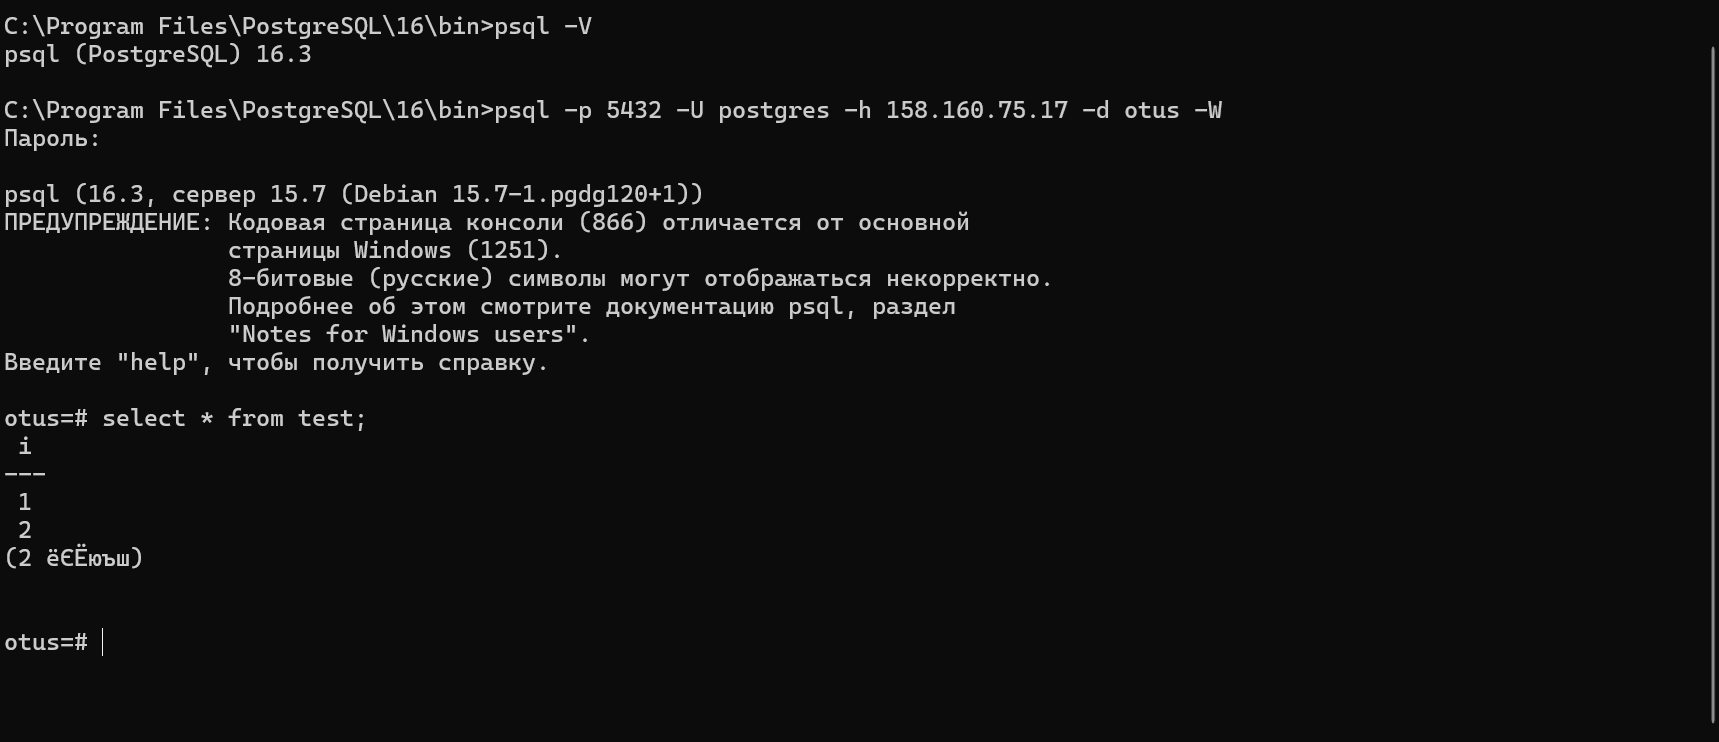 C:\Program Files\PostgreSQL\16\bin>psql -V
psql (PostgreSQL) 16.3
C:\Program Files\PostgreSQL\16\bin>psql -p 5432 -U postgres -h 158.160.75.17 -d otus -W
Пароль:
psql (16.3, сервер 15.7 (Debian 15.7-1.pgdg120+1))
ПРЕДУПРЕЖДЕНИЕ: Кодовая страница консоли (866) отличается от основной
страницы Windows (1251).
8-битовые (русские) символы могут отображаться некорректно.
Подробнее об этом смотрите документацию psql, раздел
"Notes for Windows users".
Введите "help", чтобы получить справку.
otus=# select * from test;
i
---
1
2
(2 ёЄЁюъш)
otus=#